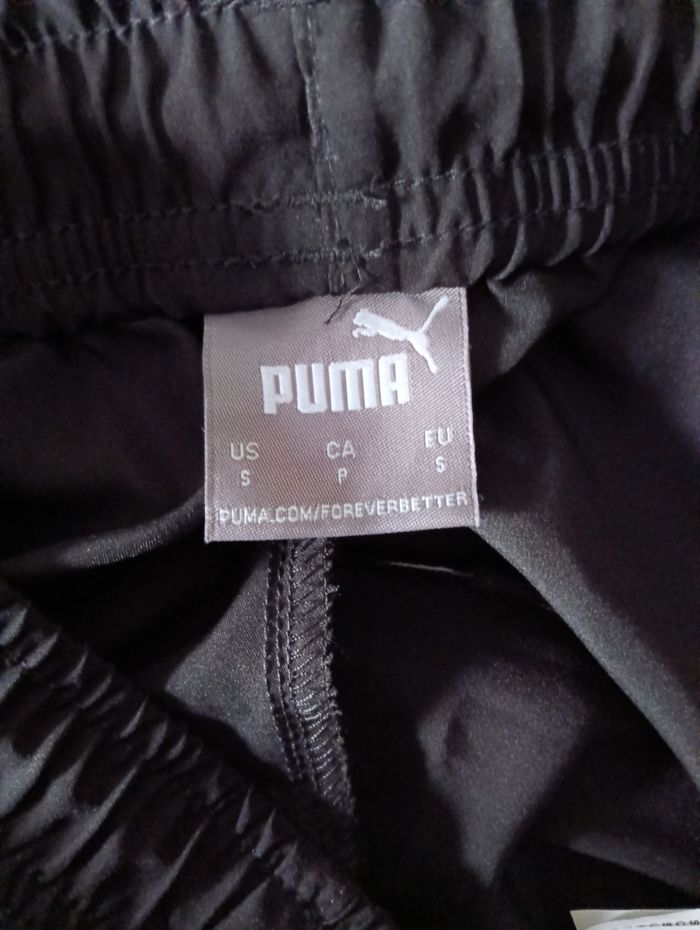 PUMA
US CA EU
S P S
PUMA.COM/FOREVERBETTER